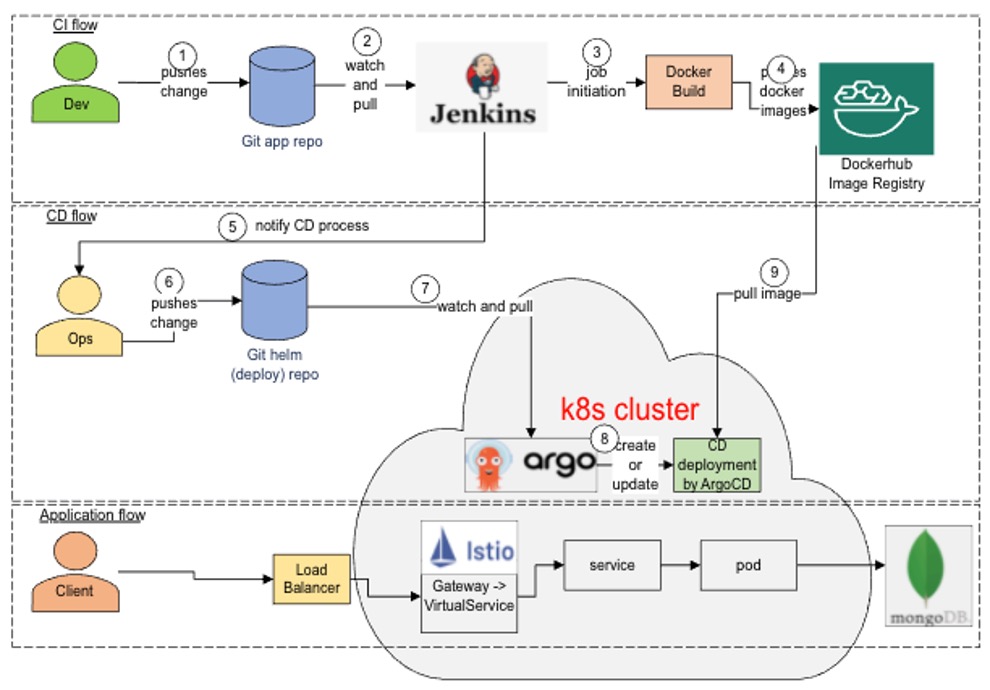 CI flow
1
2
3
4
pushes
change
watch
and
pull
job
initiation
Docker
Build
docker
images
Dev
Git app repo
Jenkins
Dockerhub
Image Registry
CD flow
5
notify CD process
6
pushes
change
7
watch and pull
9
pull image
Ops
Git helm
(deploy) repo
k8s cluster
8
argo
create
or
update
CD
deployment
by ArgoCD
Application flow
Client
Load
Balancer
Istio
Gateway ->
VirtualService
service
pod
mongoDB.